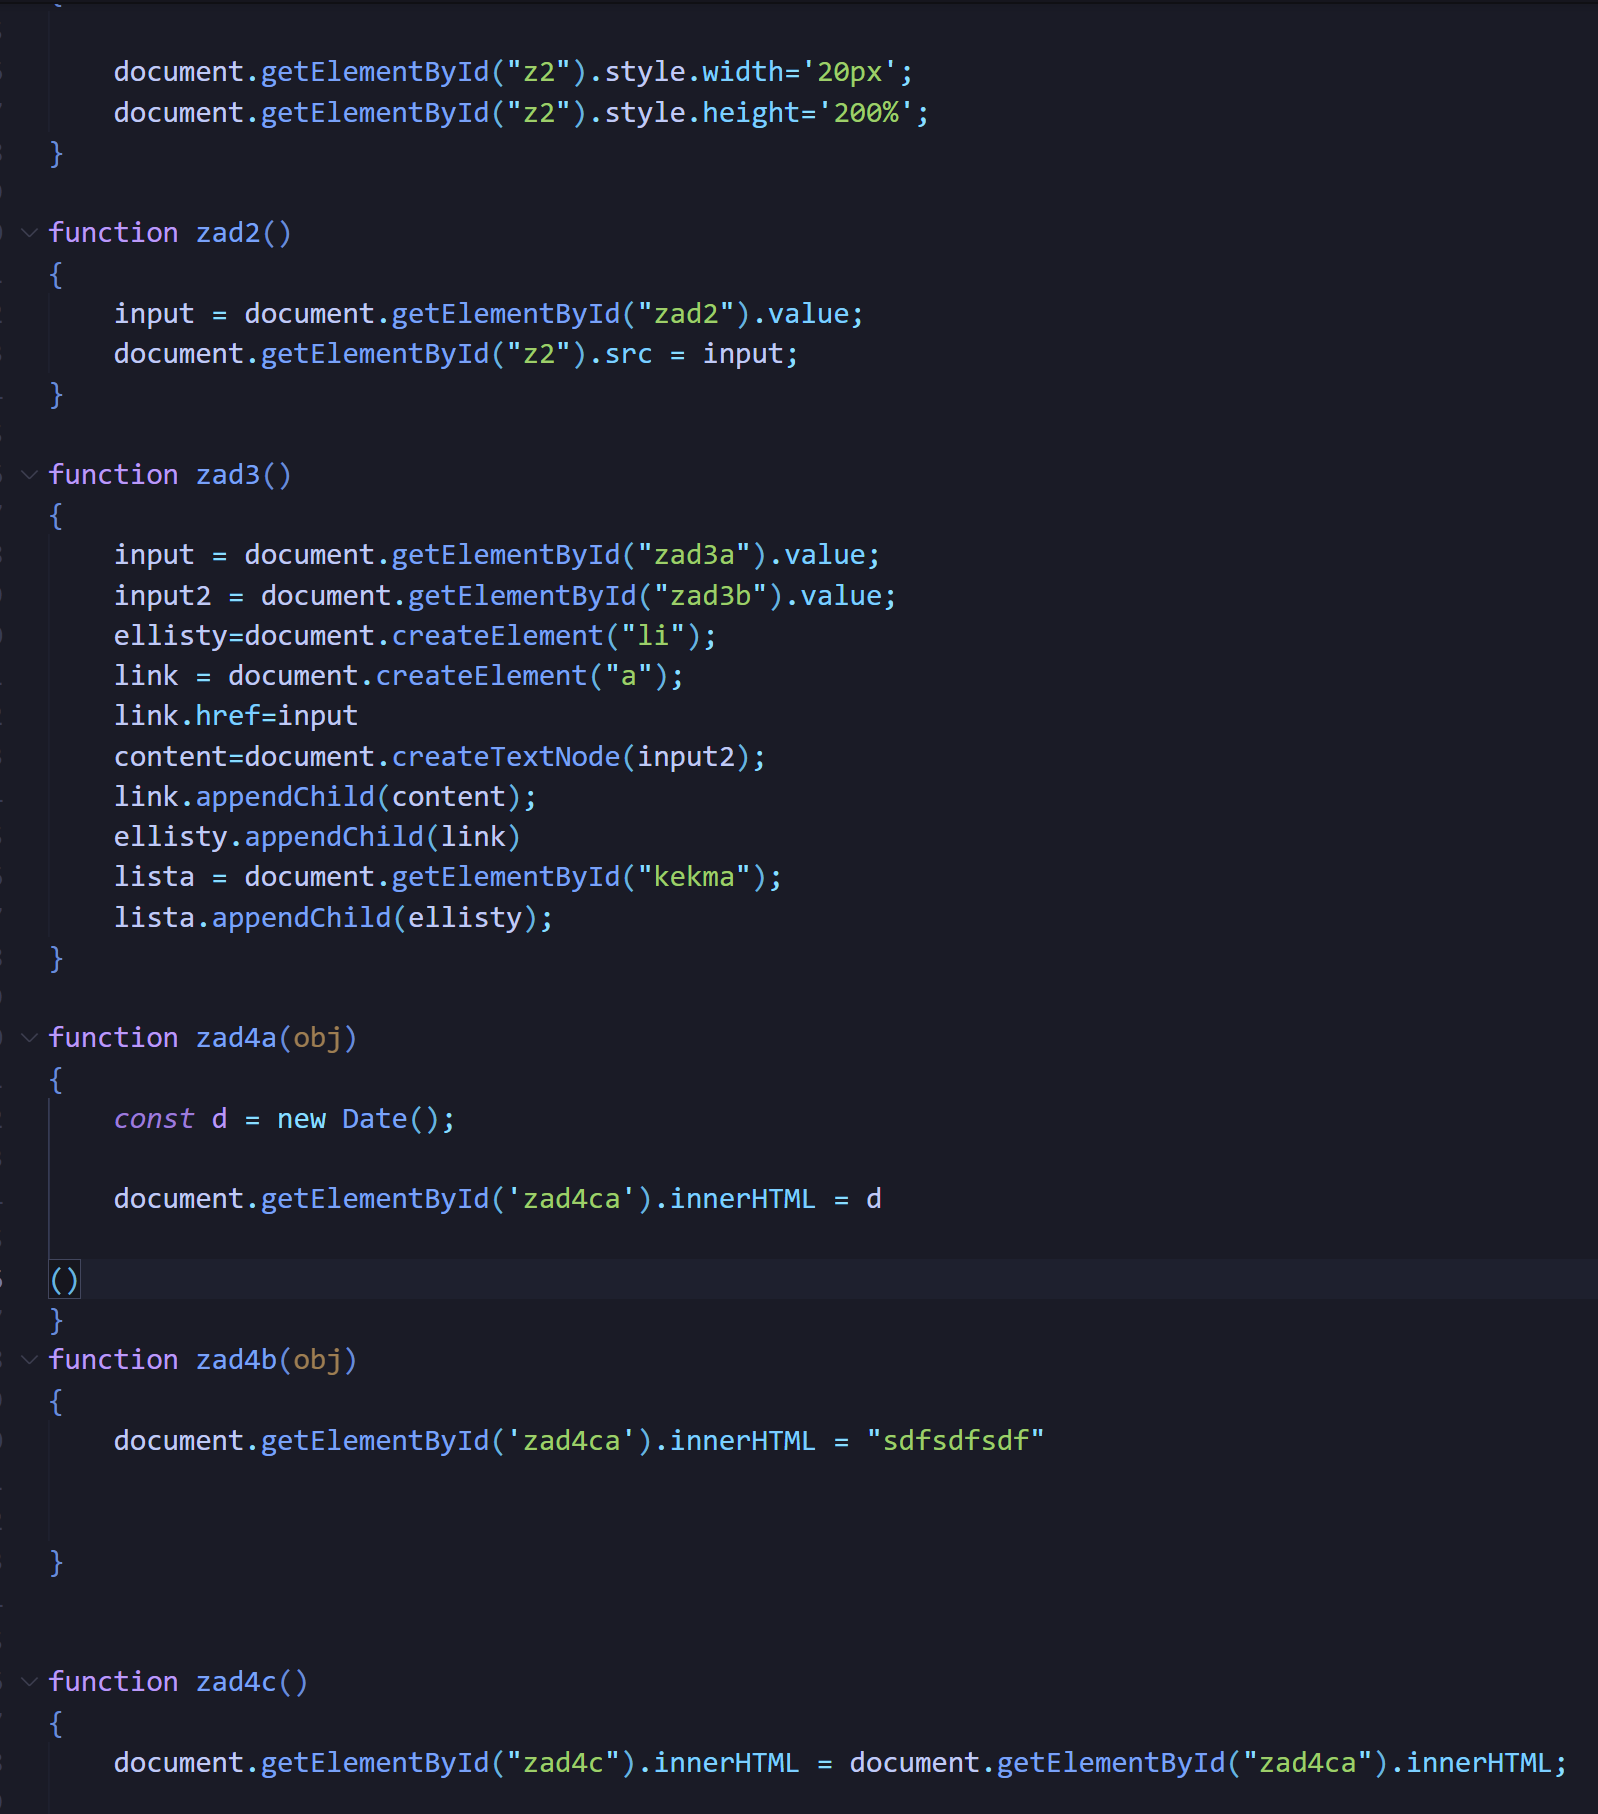 {
document.getElementById("z2").style.width='20px';
document.getElementById("z2").style.height='200%';
}
function zad2()
{
input = document.getElementById("zad2").value;
document.getElementById("z2").src = input;
}
function zad3()
{
input = document.getElementById("zad3a").value;
input2 = document.getElementById("zad3b").value;
ellisty=document.createElement("li");
link = document.createElement("a");
link.href=input
content=document.createTextNode(input2);
link.appendChild(content);
ellisty.appendChild(link)
lista = document.getElementById("kekma");
lista.appendChild(ellisty);
}
function zad4a(obj)
{
const d = new Date();
document.getElementById('zad4ca').innerHTML = d
()
}
function zad4b(obj)
{
document.getElementById('zad4ca').innerHTML = "sdfsdfsdf"
}
function zad4c()
{
document.getElementById("zad4c").innerHTML = document.getElementById("zad4ca").innerHTML;